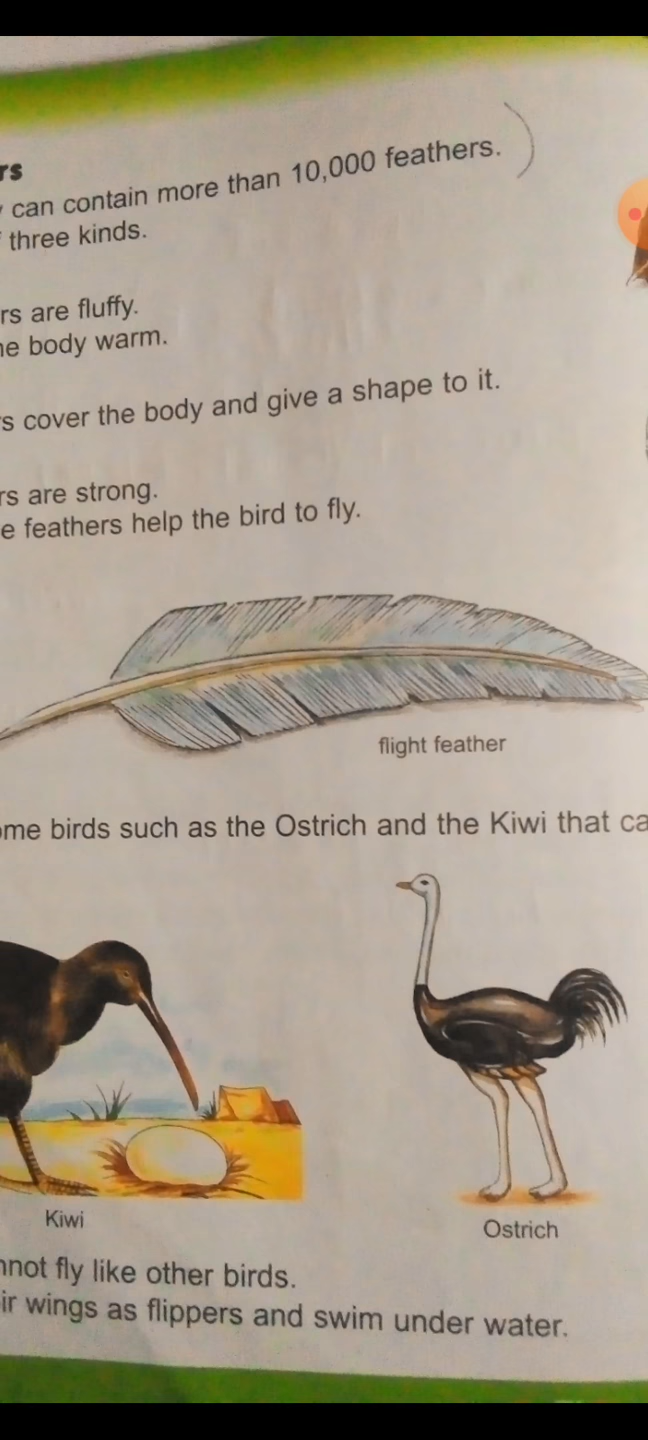 rs
can contain more than 10,000 feathers.
three kinds.
rs are fluffy.
he body warm.
s cover the body and give a shape to it.
rs are strong.
e feathers help the bird to fly.
flight feather
ome birds such as the Ostrich and the Kiwi that ca
Kiwi
Ostrich
nnot fly like other birds.
ir wings as flippers and swim under water.